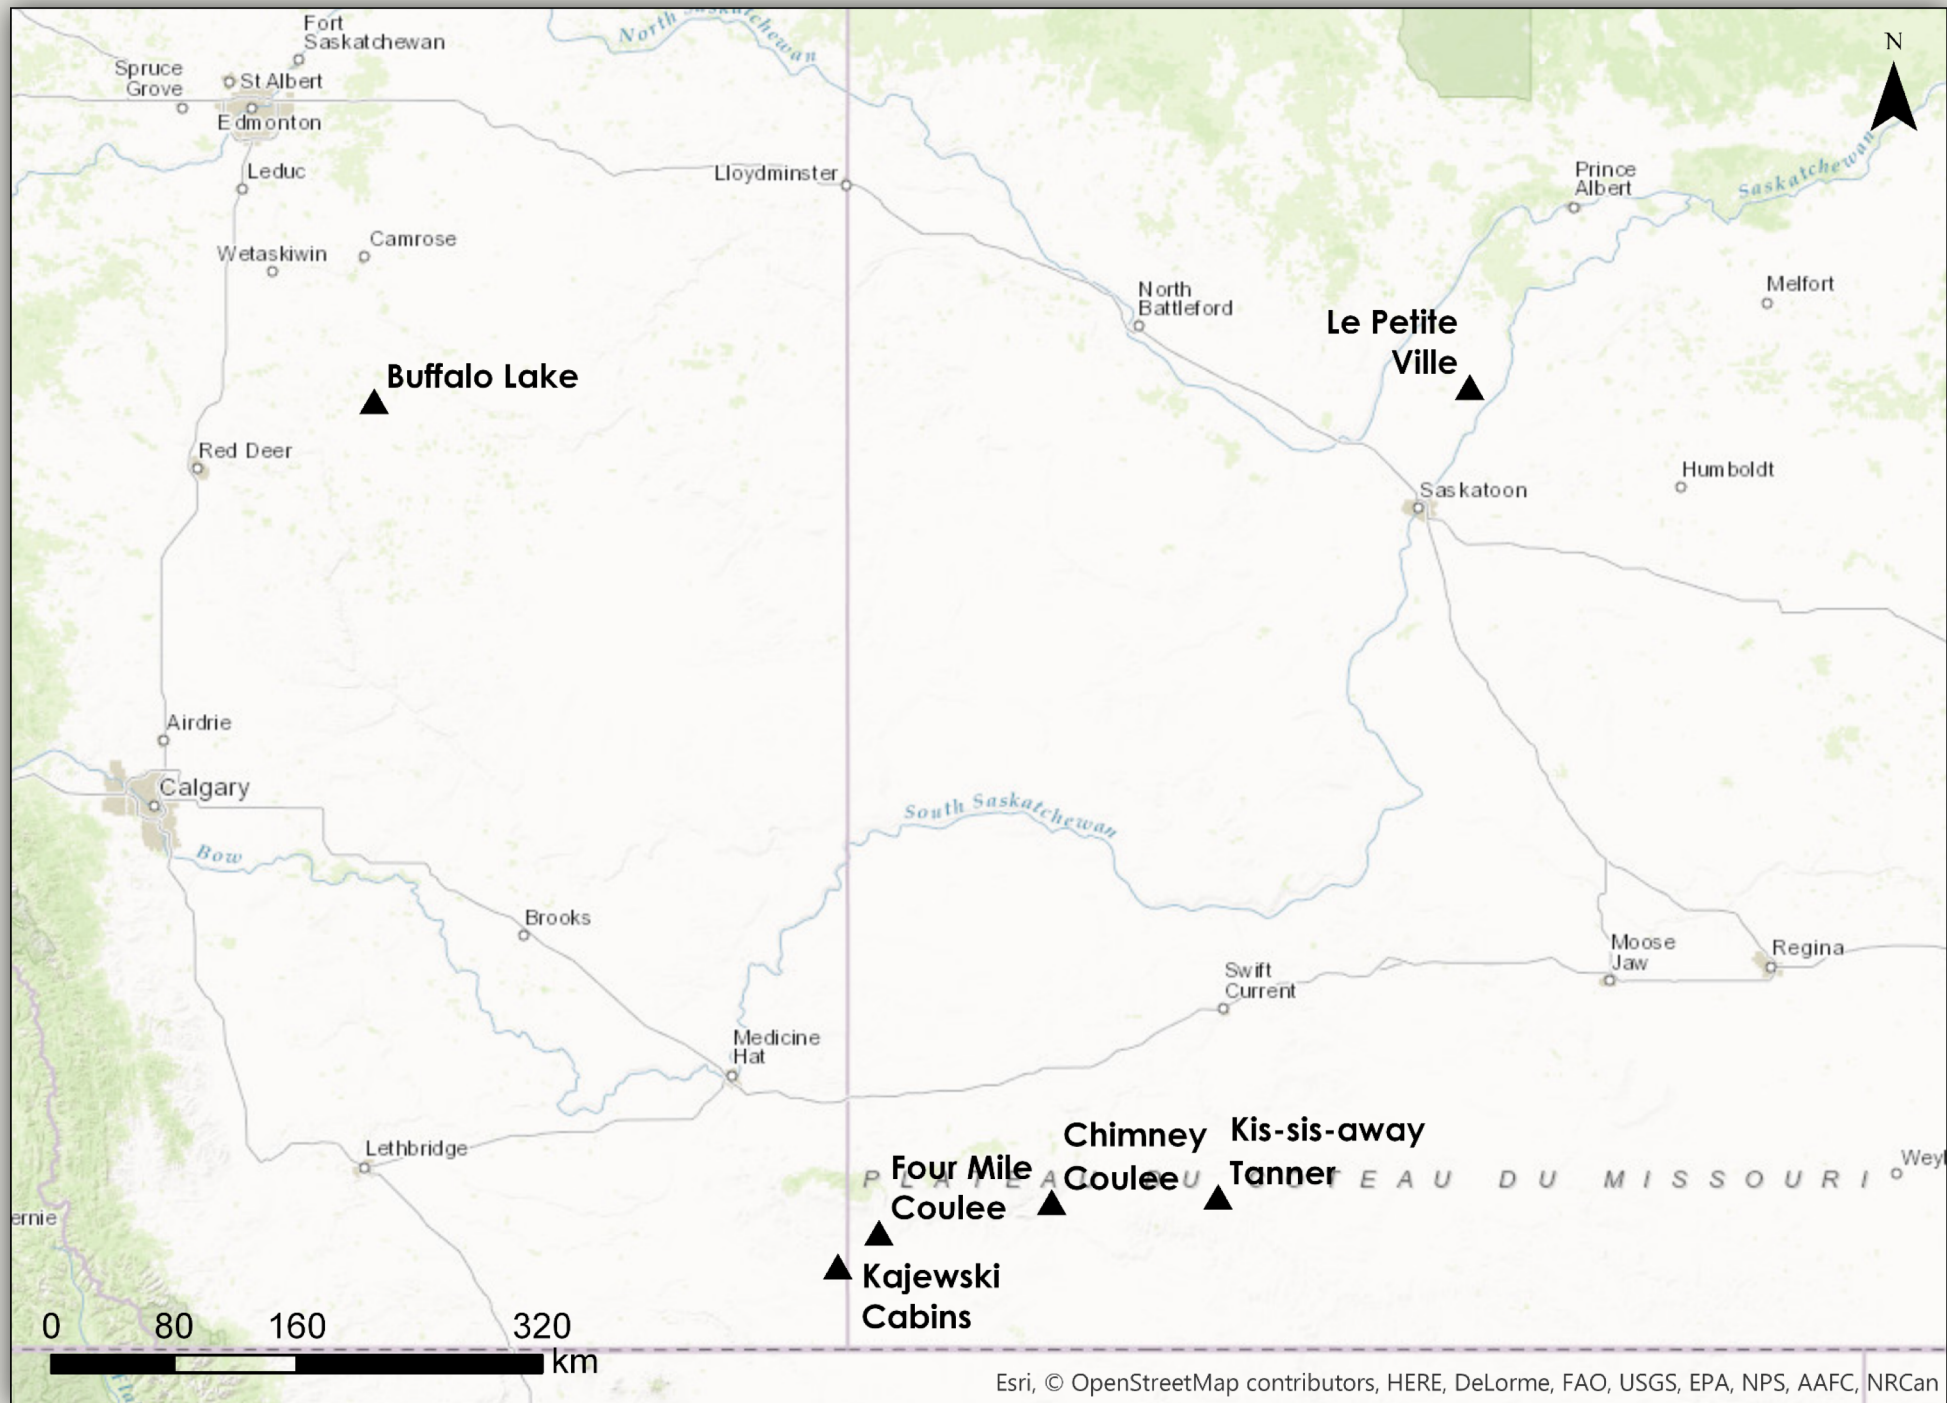 Fort
Saskatchewan
North Saskatchewan
N
Spruce
Grove
St Albert
Edmonton
Leduc
Lloydminster
Prince
Albert
Saskatchewan
Wetaskiwin
Camrose
North
Battleford
Melfort
Le Petite
Ville
Buffalo Lake
Red Deer
Humboldt
Saskatoon
Airdrie
Calgary
South Saskatchewan
Bow
Brooks
Moose
Jaw
Regina
Swift
Current
Medicine
Hat
Lethbridge
Chimney
Coulee
Kis-sis-away
Tanner
Four Mile
Coulee
PLATEAU DU COTEAU DU MISSOURI
Weyl
ernie
Kajewski
Cabins
0 80 160 320
km
Fla
Esri, © OpenStreetMap contributors, HERE, DeLorme, FAO, USGS, EPA, NPS, AAFC, NRCan